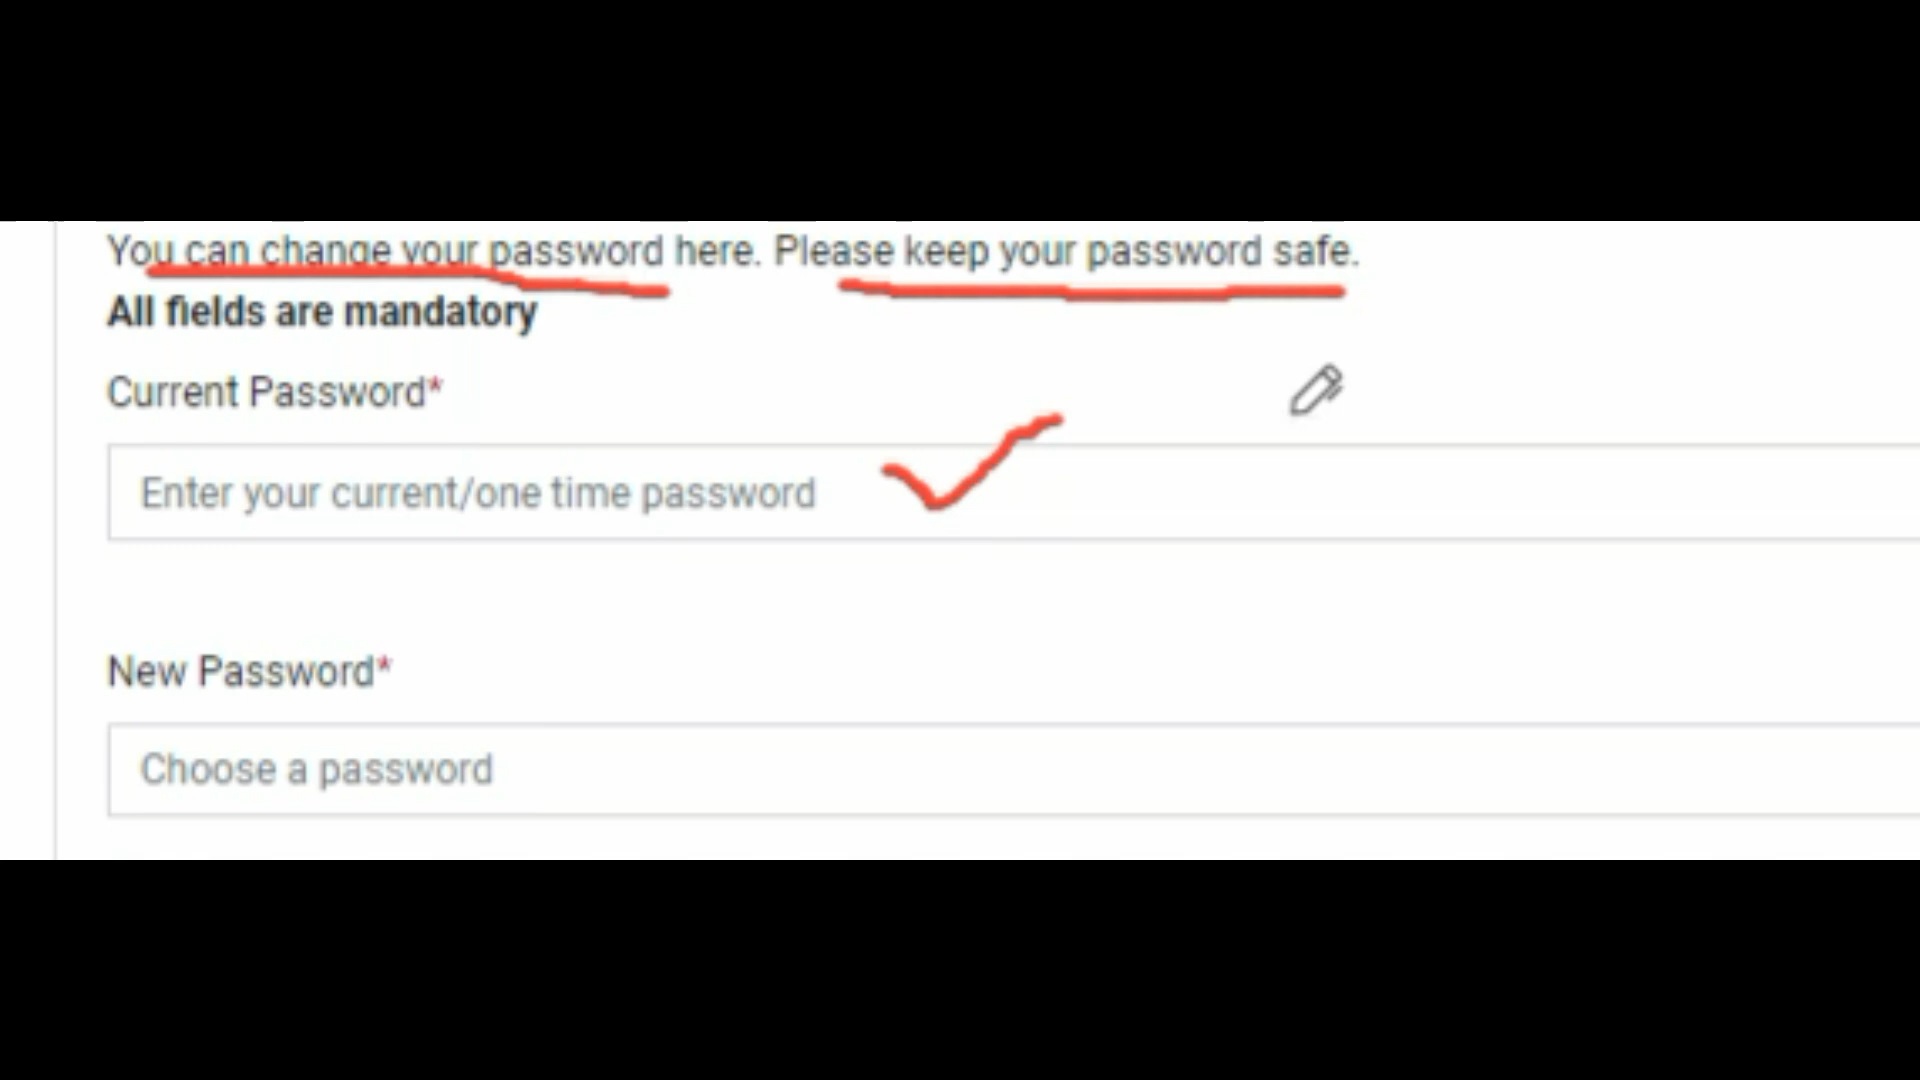 You can change your password here. Please keep your password safe.
All fields are mandatory
Current Password*
Enter your current/one time password
New Password*
Choose a password